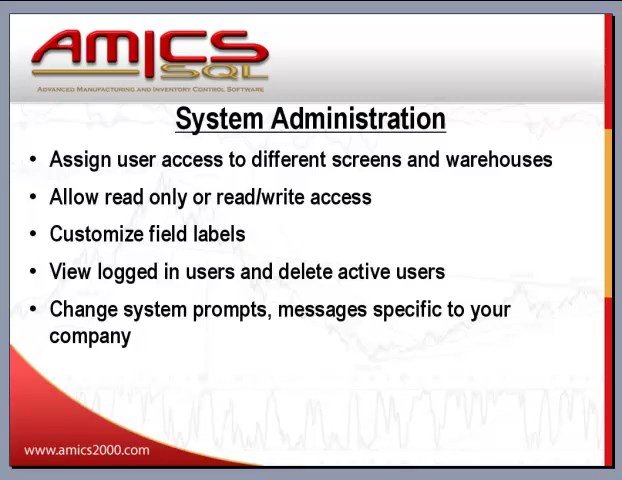 AMICS
SQL
Advanced Manufacturing and Inventory Control Software
System Administration
• Assign user access to different screens and warehouses
• Allow read only or read/write access
• Customize field labels
• View logged in users and delete active users
• Change system prompts, messages specific to your
company
www.amics2000.com